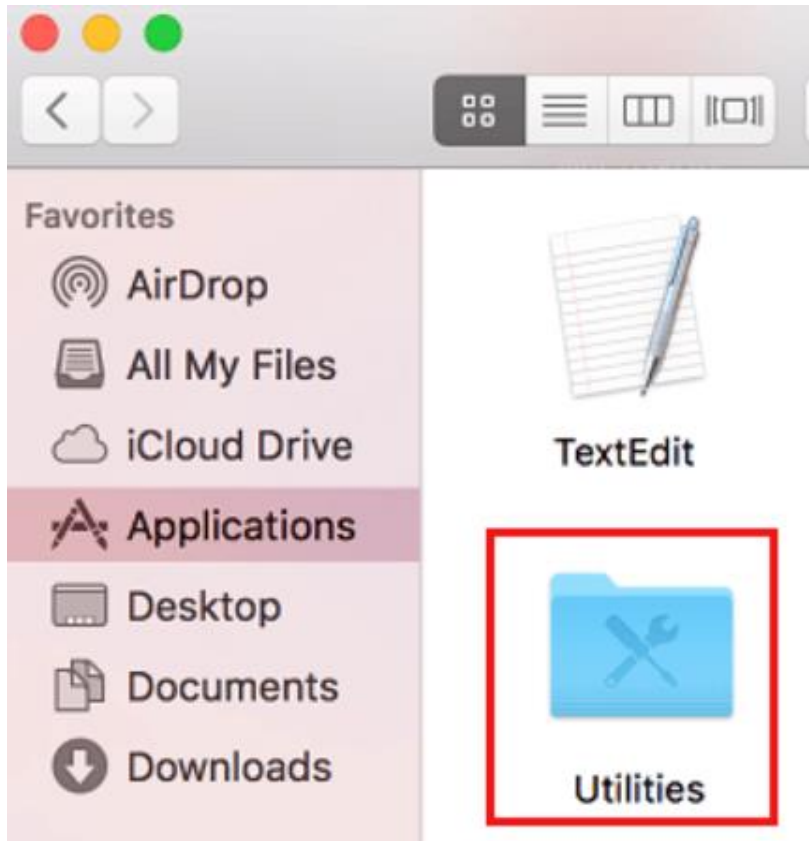 Favorites
AirDrop
All My Files
iCloud Drive
Applications
Desktop
Documents
Downloads
TextEdit
Utilities